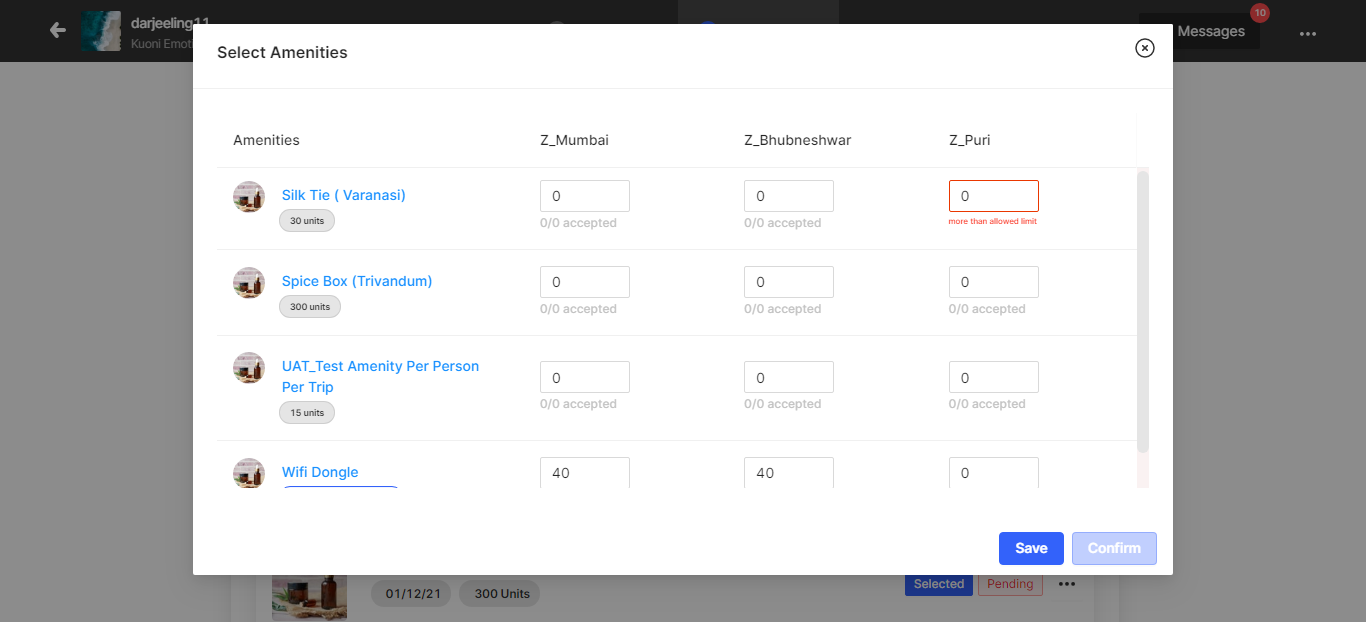 darjeeling11
Kuoni Emoti
Messages
10
Select Amenities
Amenities
Z_Mumbai
Z_Bhubneshwar
Z_Puri
Silk Tie ( Varanasi)
30 units
0
0/0 accepted
0
0/0 accepted
0
more than allowed limit
Spice Box (Trivandum)
300 units
0
0/0 accepted
0
0/0 accepted
0
0/0 accepted
UAT_Test Amenity Per Person
Per Trip
15 units
0
0/0 accepted
0
0/0 accepted
0
0/0 accepted
Wifi Dongle
40
40
0
Save
Confirm
01/12/21
300 Units
Selected
Pending